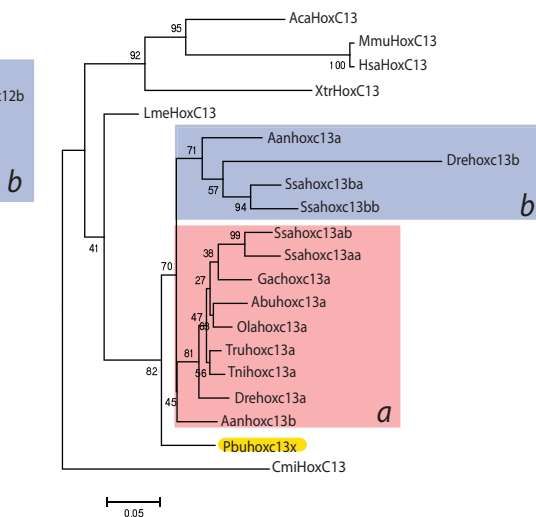 95
AcaHoxC13
MmuHoxC13
92
100
HsaHoxC13
XtrHoxC13
12b
LmeHoxC13
Aanhoxc13a
71
Drehoxc13b
57
Ssahoxc13ba
94
Ssahoxc13bb
b
b
99
Ssahoxc13ab
38
Ssahoxc13aa
41
70
27
Gachoxc13a
Abuhoxc13a
47
Olahoxc13a
81
Truhoxc13a
56
Tnihoxc13a
82
45
Drehoxc13a
a
Aanhoxc13b
Pbuhoxc13x
CmiHoxC13
0.05